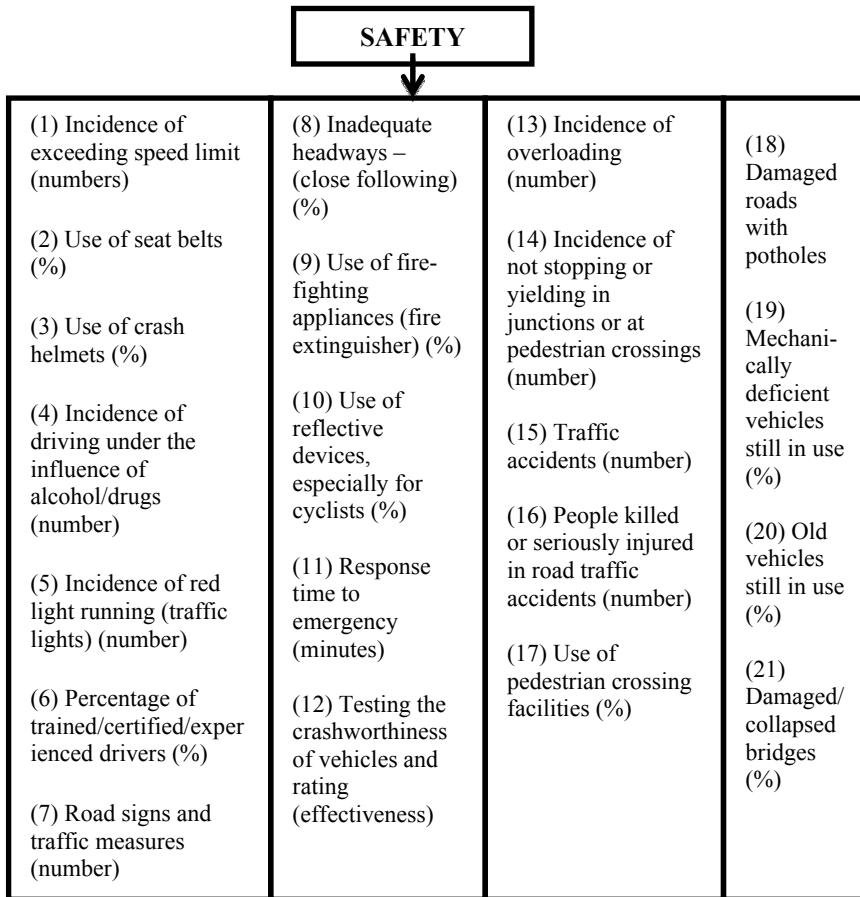 SAFETY
(1) Incidence of
exceeding speed limit
(numbers)
(2) Use of seat belts
(%)
(3) Use of crash
helmets (%)
(4) Incidence of
driving under the
influence of
alcohol/drugs
(number)
(5) Incidence of red
light running (traffic
lights) (number)
(6) Percentage of
trained/certified/exper
ienced drivers (%)
(7) Road signs and
traffic measures
(number)
(8) Inadequate
headways –
(close following)
(%)
(9) Use of fire-
fighting
appliances (fire
extinguisher) (%)
(10) Use of
reflective
devices,
especially for
cyclists (%)
(11) Response
time to
emergency
(minutes)
(12) Testing the
crashworthiness
of vehicles and
rating
(effectiveness)
(13) Incidence of
overloading
(number)
(14) Incidence of
not stopping or
yielding in
junctions or at
pedestrian crossings
(number)
(15) Traffic
accidents (number)
(16) People killed
or seriously injured
in road traffic
accidents (number)
(17) Use of
pedestrian crossing
facilities (%)
(18)
Damaged
roads
with
potholes
(19)
Mechani-
cally
deficient
vehicles
still in use
(%)
(20) Old
vehicles
still in use
(%)
(21)
Damaged/
collapsed
bridges
(%)